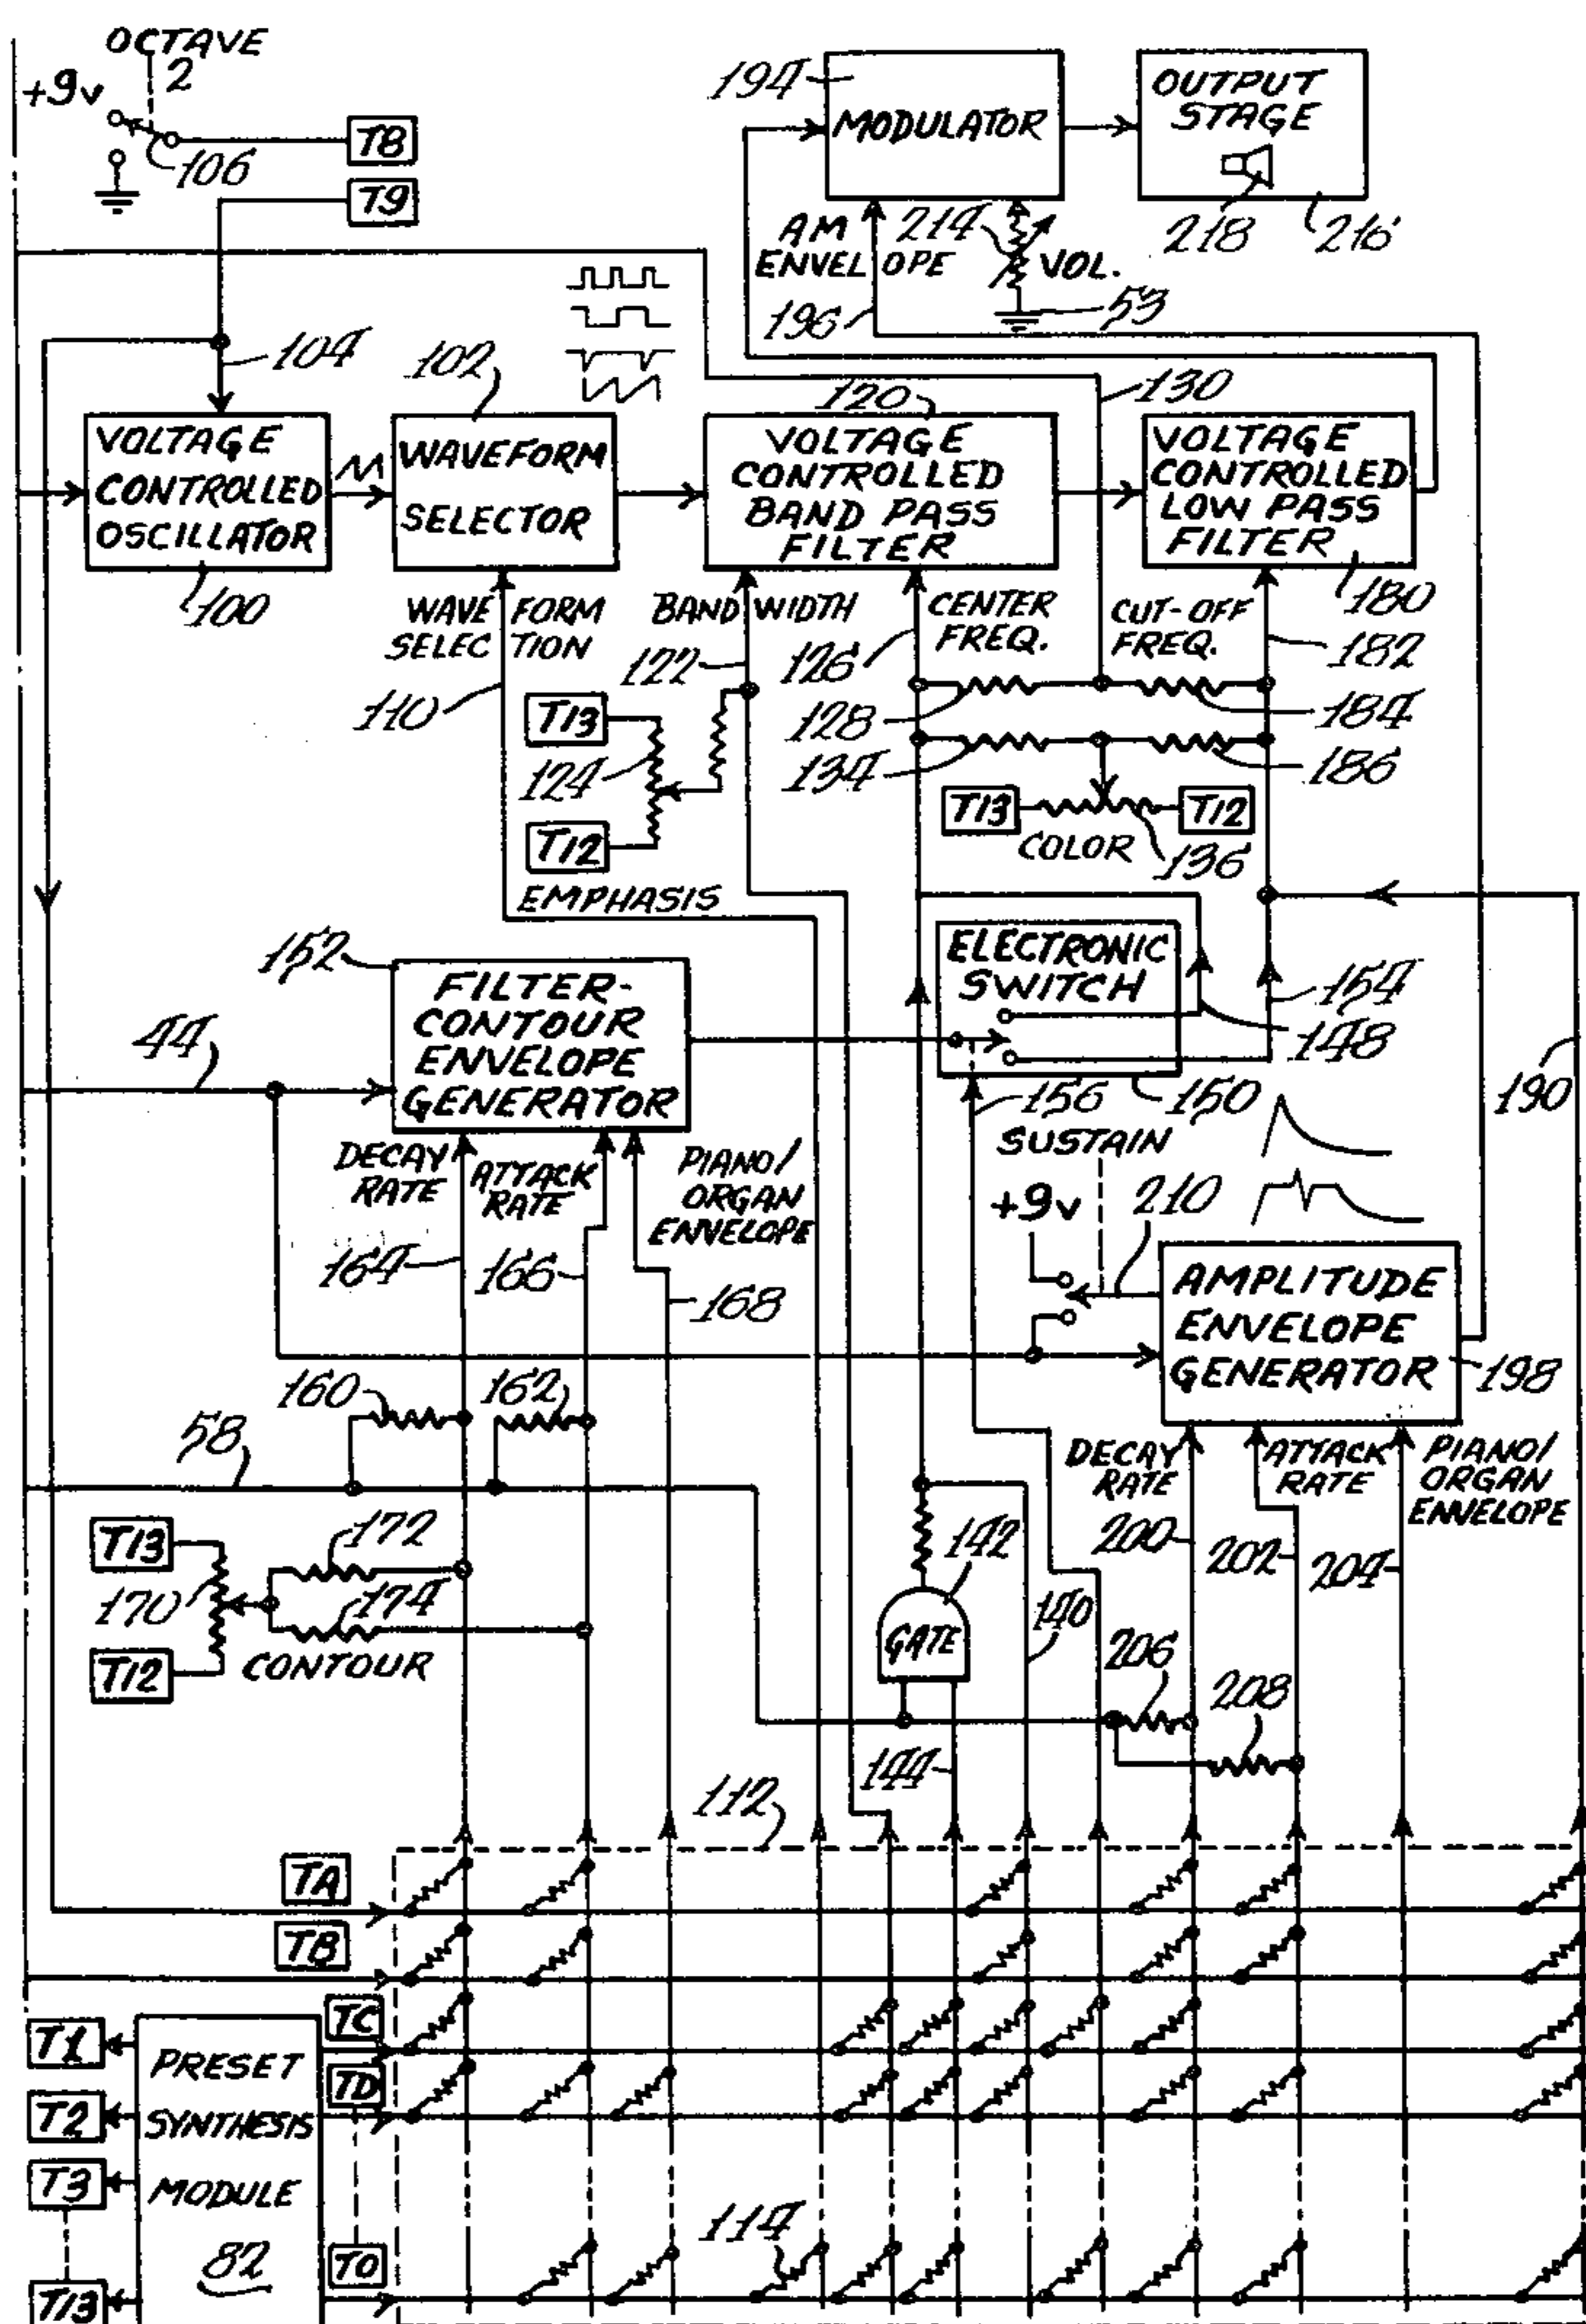 OCTAVE
2
+9v
106
T8
T9
194
MODULATOR
OUTPUT
STAGE
218
216
AM
ENVELOPE
214
VOL.
196
53
104
102
120
130
VOLTAGE
CONTROLLED
OSCILLATOR
100
WAVEFORM
SELECTOR
VOLTAGE
CONTROLLED
BAND PASS
FILTER
VOLTAGE
CONTROLLED
LOW PASS
FILTER
180
WAVE FORM
SELECTION
110
BAND WIDTH
122
126
CENTER
FREQ.
CUT-OFF
FREQ.
182
128
184
134
186
T13
124
T12
EMPHASIS
T13
T12
COLOR
136
152
FILTER-
CONTOUR
ENVELOPE
GENERATOR
44
ELECTRONIC
SWITCH
154
148
156
150
190
DECAY
RATE
ATTACK
RATE
PIANO/
ORGAN
ENVELOPE
164
166
168
SUSTAIN
+9v
210
AMPLITUDE
ENVELOPE
GENERATOR
198
160
162
58
DECAY
RATE
ATTACK
RATE
PIANO/
ORGAN
ENVELOPE
200
202
204
T13
170
T12
172
174
CONTOUR
142
GATE
140
206
208
144
112
TA
TB
TC
TD
TO
T1
T2
T3
T13
PRESET
SYNTHESIS
MODULE
82
114